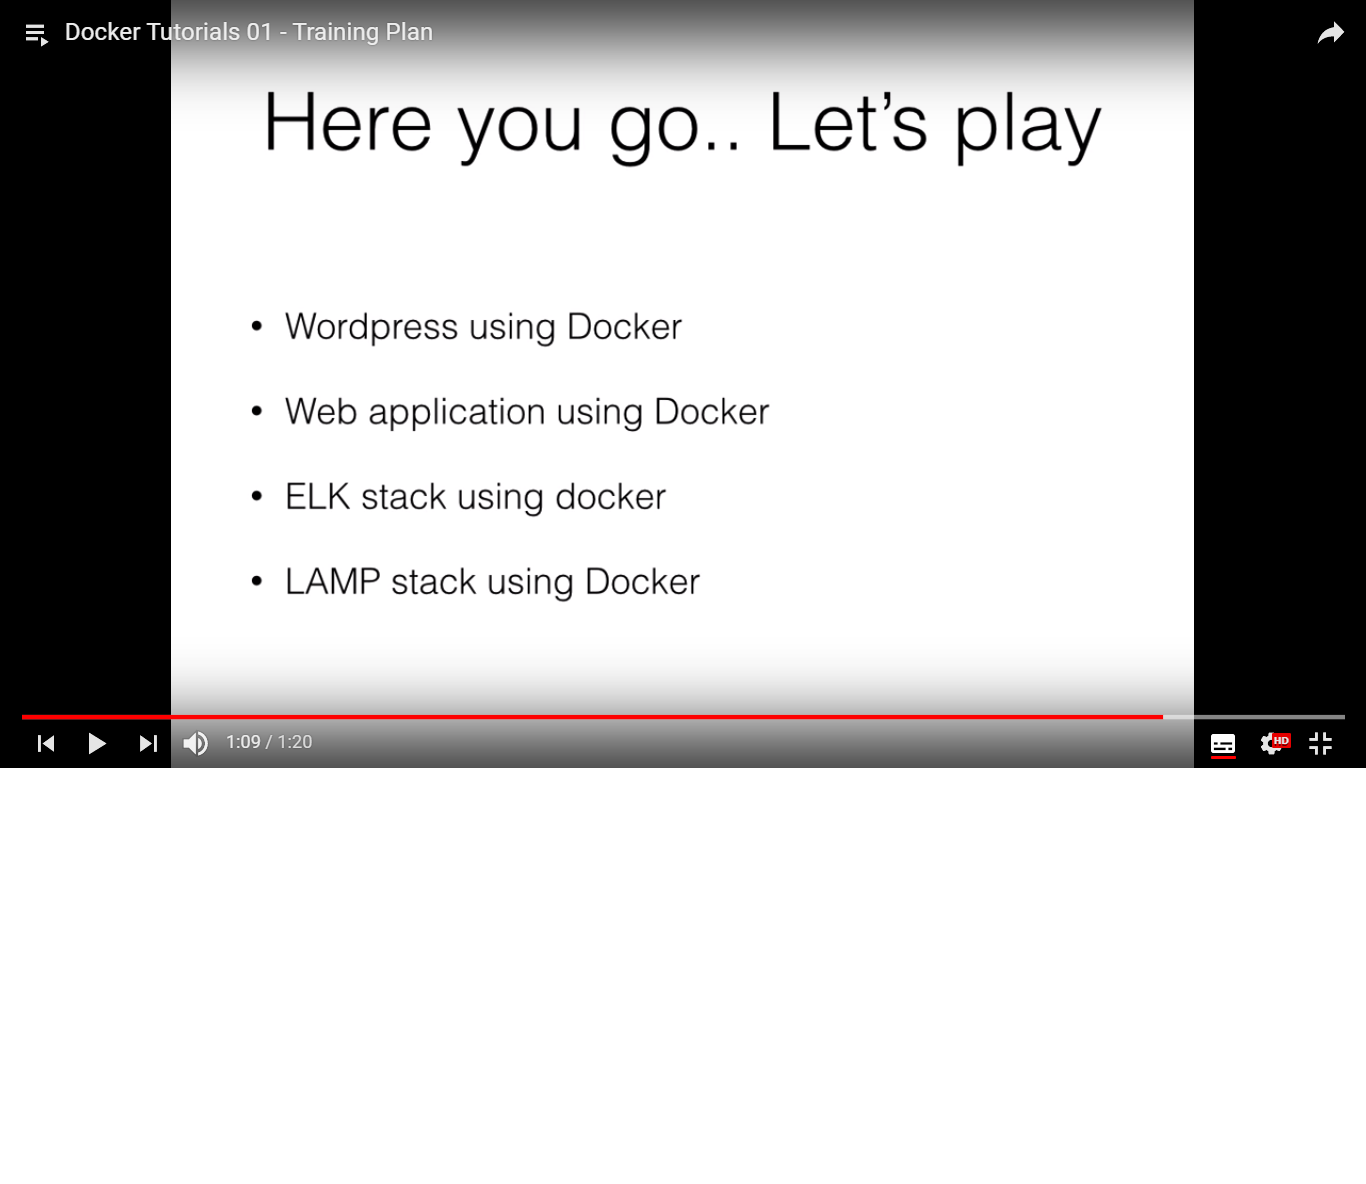 Docker Tutorials 01 - Training Plan
Here you go.. Let’s play
• Wordpress using Docker
• Web application using Docker
• ELK stack using docker
• LAMP stack using Docker
1:09 / 1:20
HD